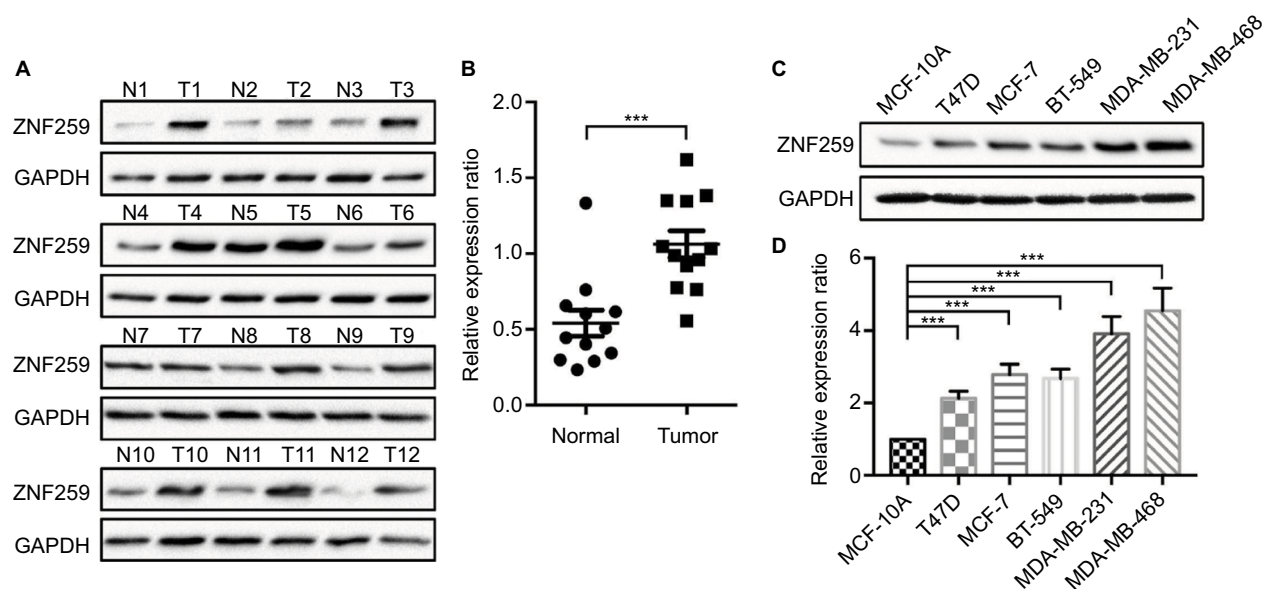 A
N1 T1 N2 T2 N3 T3
ZNF259
GAPDH
N4 T4 N5 T5 N6 T6
ZNF259
GAPDH
N7 T7 N8 T8 N9 T9
ZNF259
GAPDH
N10 T10 N11 T11 N12 T12
ZNF259
GAPDH
B
Relative expression ratio
2.0
1.5
1.0
0.5
0.0
***
Normal Tumor
C
MCF-10A
T47D
MCF-7
BT-549
MDA-MB-231
MDA-MB-468
ZNF259
GAPDH
D
Relative expression ratio
6
4
2
0
***
***
***
***
***
MCF-10A
T47D
MCF-7
BT-549
MDA-MB-231
MDA-MB-468